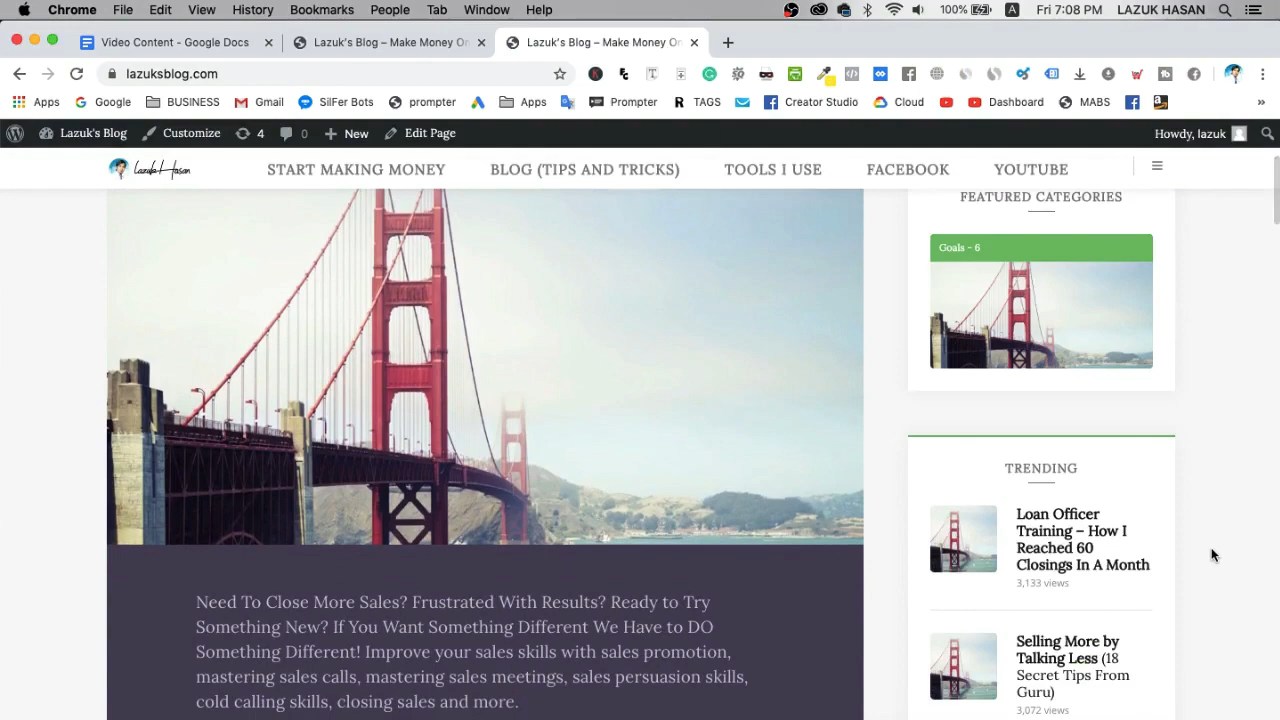 Chrome File Edit View History Bookmarks People Tab Window Help 100% A Fri 7:08 PM LAZUK HASAN
Video Content - Google Docs Lazuk's Blog – Make Money On Lazuk's Blog – Make Money On
lazuksblog.com
Apps Google BUSINESS Gmail SilFer Bots prompter Apps Prompter R TAGS Creator Studio Cloud Dashboard MABS »
Lazuk's Blog Customize 4 0 New Edit Page Howdy, lazuk
Lazuk Hasan START MAKING MONEY BLOG (TIPS AND TRICKS) TOOLS I USE FACEBOOK YOUTUBE
FEATURED CATEGORIES
Goals - 6
TRENDING
Loan Officer
Training – How I
Reached 60
Closings In A Month
3,133 views
Selling More by
Talking Less (18
Secret Tips From
Guru)
3,072 views
Need To Close More Sales? Frustrated With Results? Ready to Try
Something New? If You Want Something Different We Have to DO
Something Different! Improve your sales skills with sales promotion,
mastering sales calls, mastering sales meetings, sales persuasion skills,
cold calling skills, closing sales and more.